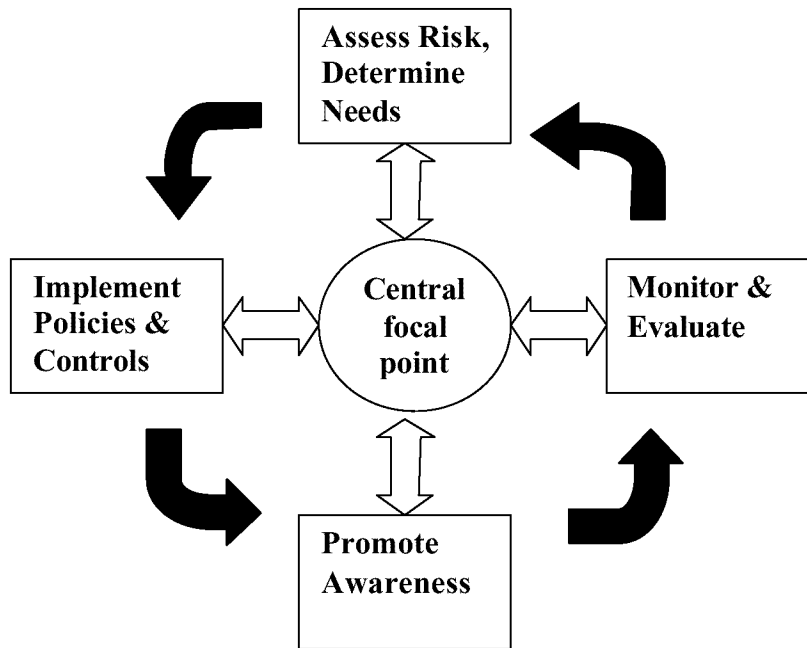 Assess Risk,
Determine
Needs
Implement
Policies &
Controls
Central
focal
point
Monitor &
Evaluate
Promote
Awareness